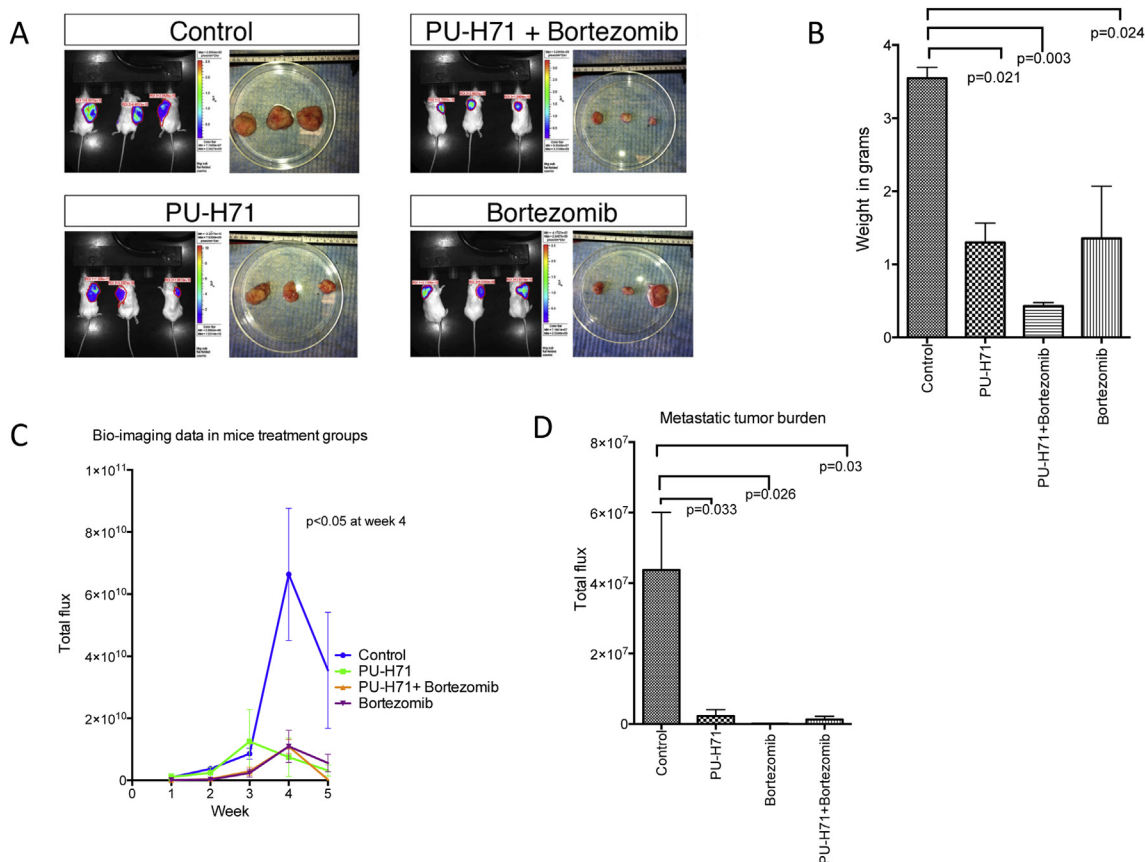 A
Control
PU-H71 + Bortezomib
PU-H71
Bortezomib
B
p=0.024
p=0.003
p=0.021
4
3
2
1
0
Weight in grams
Control
PU-H71
PU-H71+Bortezomib
Bortezomib
C
Bio-imaging data in mice treatment groups
1×10¹¹
8×10¹⁰
6×10¹⁰
4×10¹⁰
2×10¹⁰
0
Total flux
p<0.05 at week 4
Control
PU-H71
PU-H71+ Bortezomib
Bortezomib
1 2 3 4 5
Week
D
Metastatic tumor burden
8×10⁷
6×10⁷
4×10⁷
2×10⁷
0
Total flux
p=0.03
p=0.026
p=0.033
Control
PU-H71
Bortezomib
PU-H71+Bortezomib